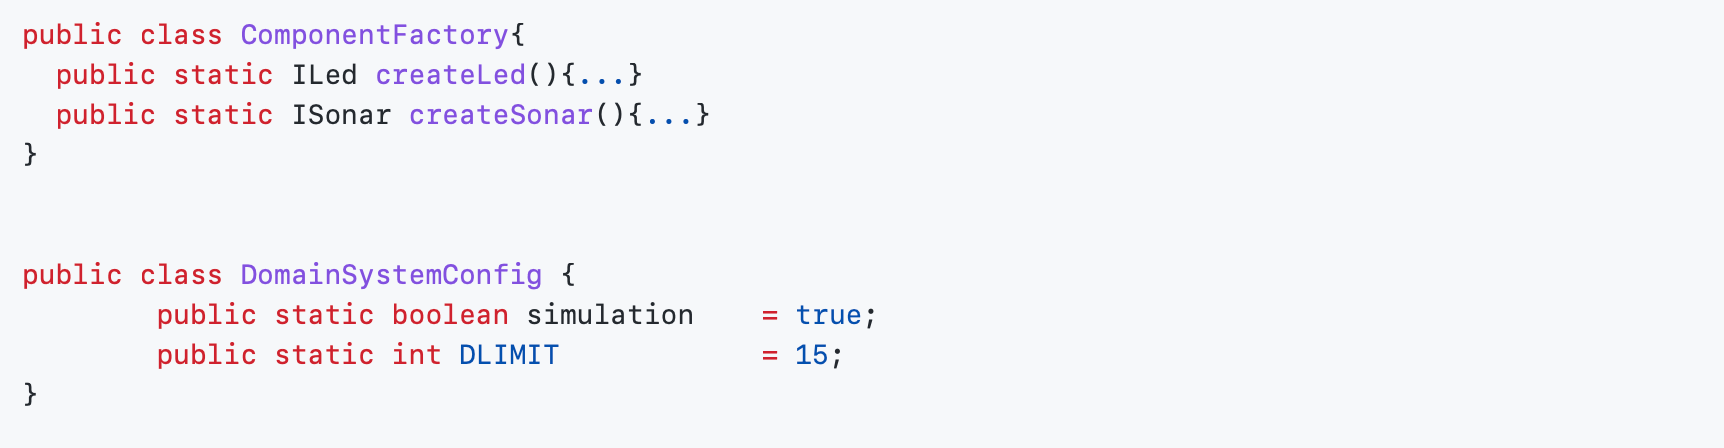 public class ComponentFactory{
  public static ILed createLed(){...}
  public static ISonar createSonar(){...}
}
public class DomainSystemConfig {
        public static boolean simulation    = true;
        public static int DLIMIT            = 15;
}